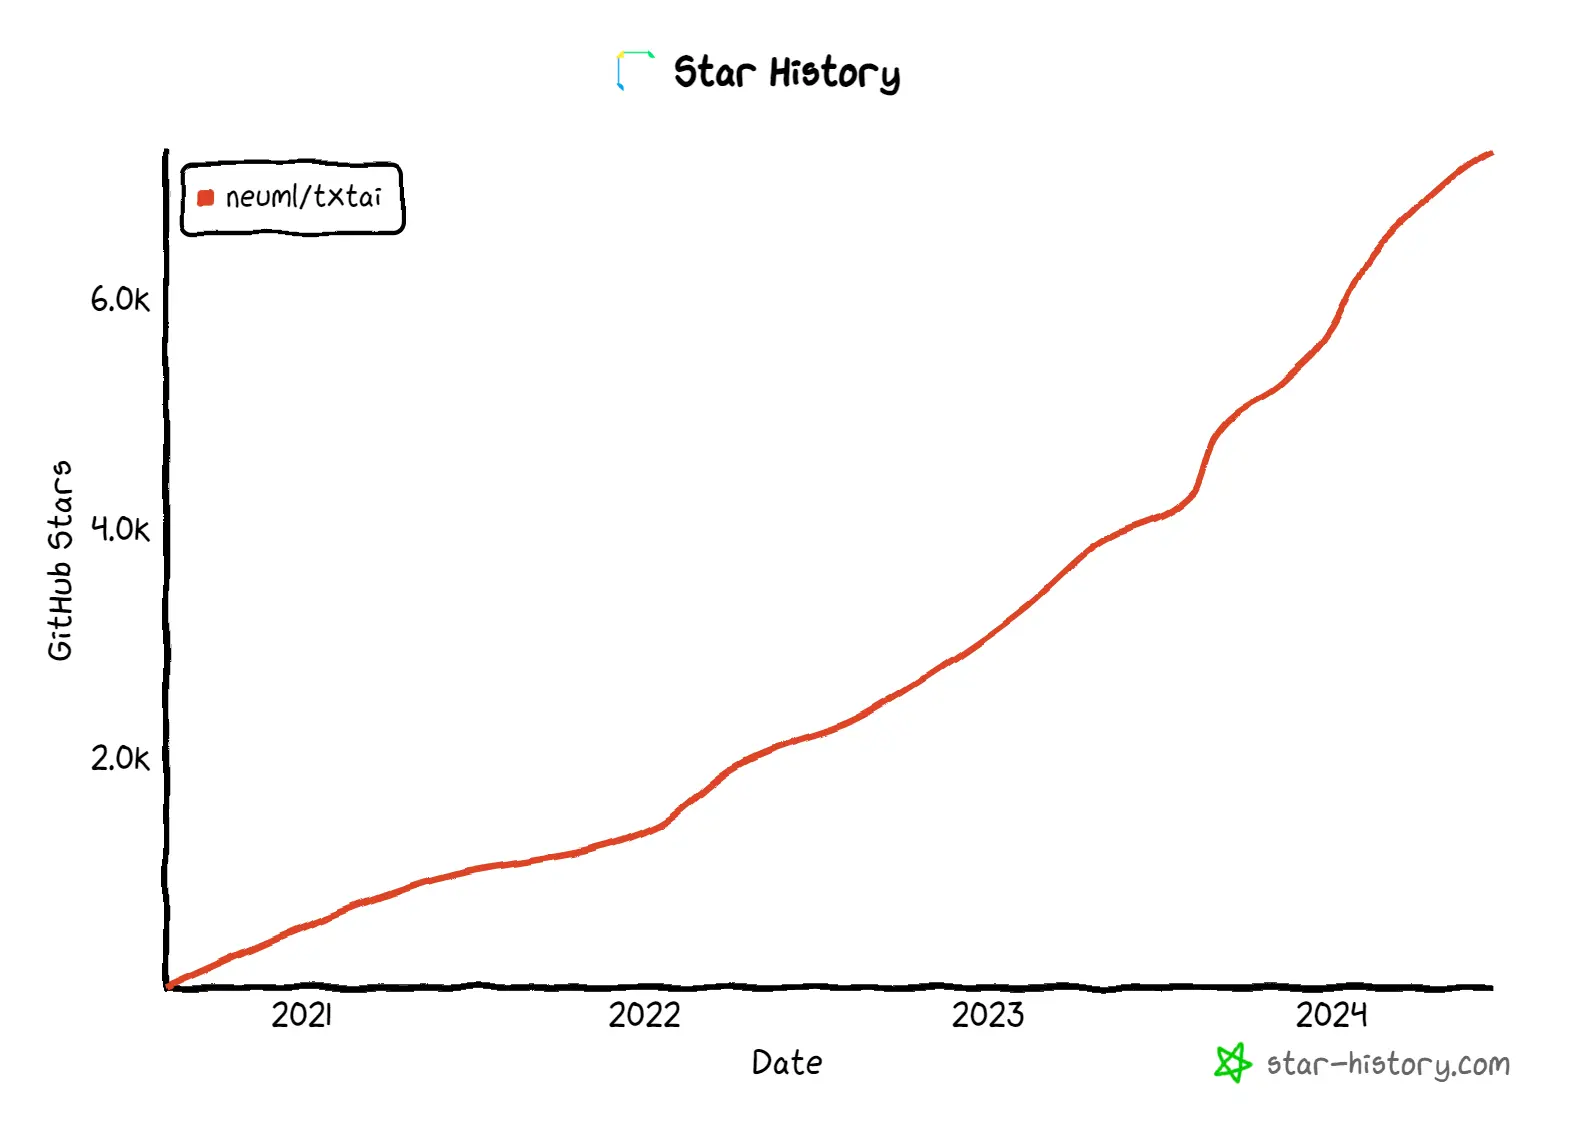 Star History
neuml/txtai
6.0k
4.0k
2.0k
GitHub Stars
2021
2022
2023
2024
Date
star-history.com